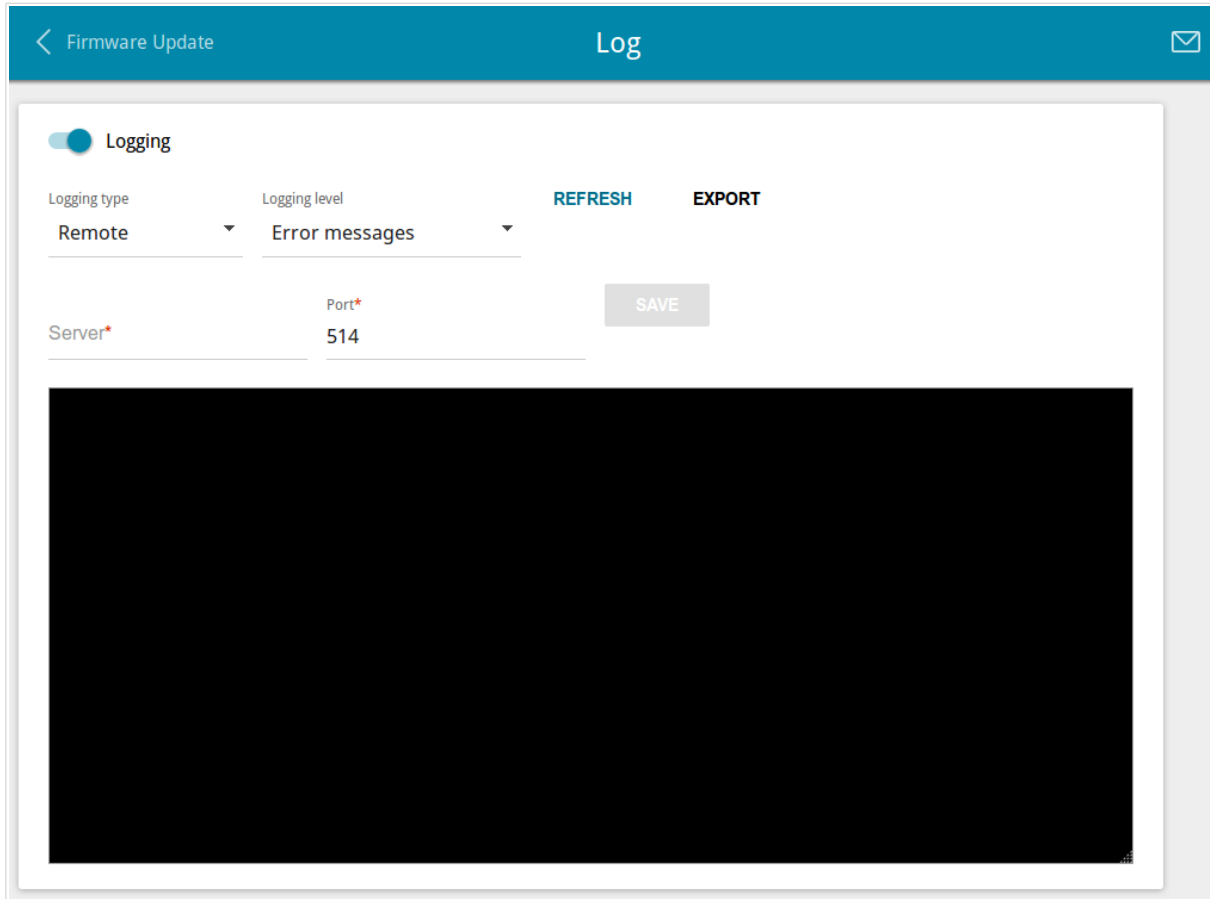 Firmware Update
Log
Logging
Logging type
Logging level
REFRESH
EXPORT
Remote
Error messages
Port*
SAVE
Server*
514